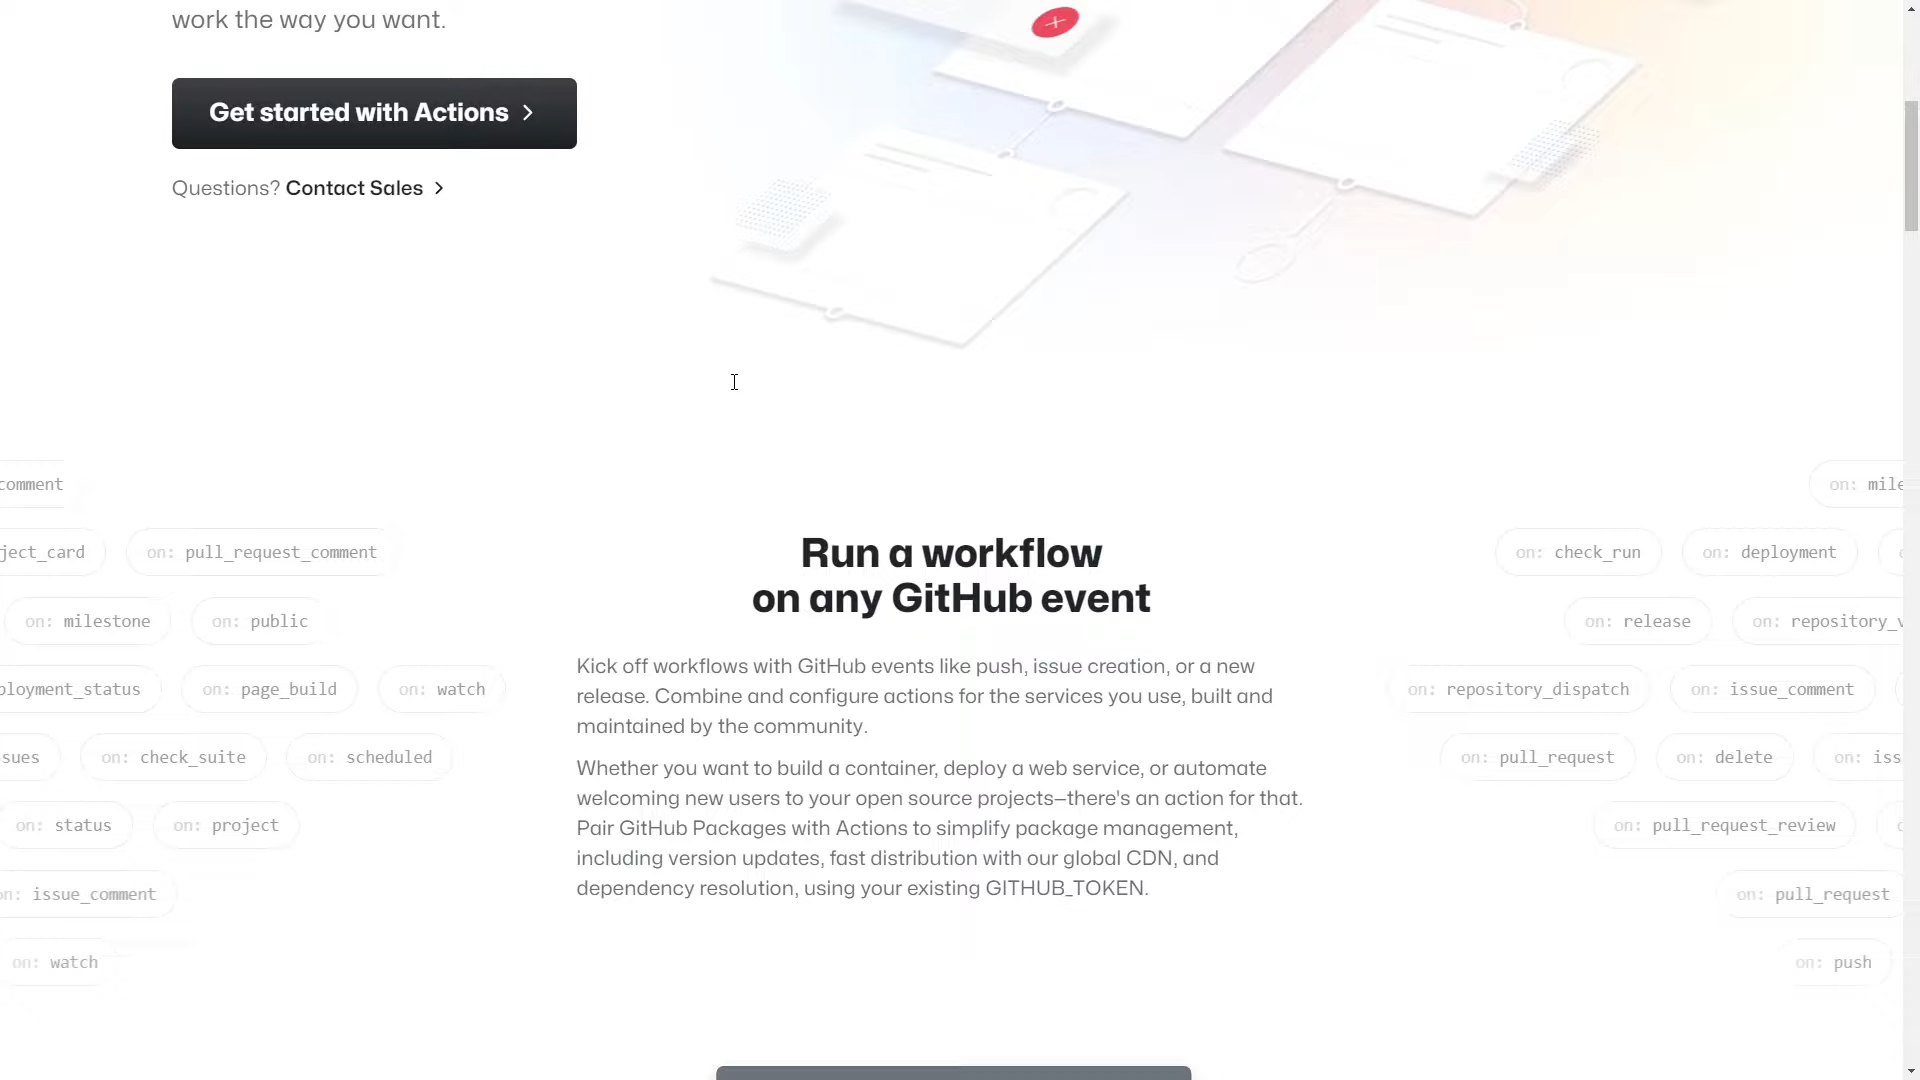 work the way you want.
Get started with Actions
Questions? Contact Sales
comment
on: mile
ject_card on: pull_request_comment
on: check_run on: deployment
on: milestone on: public
on: release on: repository_v
ployment_status on: page_build on: watch
on: repository_dispatch on: issue_comment
sues on: check_suite on: scheduled
on: pull_request on: delete on: iss
on: status on: project
on: pull_request_review
on: issue_comment
on: pull_request
on: watch
on: push
Run a workflow
on any GitHub event
Kick off workflows with GitHub events like push, issue creation, or a new
release. Combine and configure actions for the services you use, built and
maintained by the community.
Whether you want to build a container, deploy a web service, or automate
welcoming new users to your open source projects—there's an action for that.
Pair GitHub Packages with Actions to simplify package management,
including version updates, fast distribution with our global CDN, and
dependency resolution, using your existing GITHUB_TOKEN.